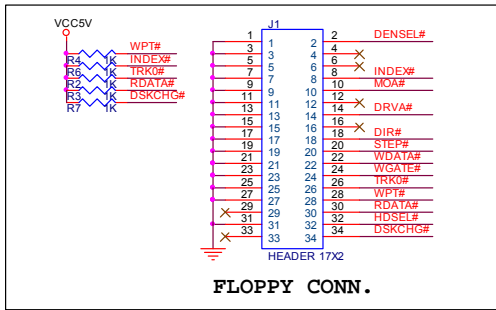 VCC5V
WPT#
R4 1K INDEX#
R6 1K TRK0#
R2 1K RDATA#
R3 1K DSKCHG#
R7 1K
J1
1 1 2 2 DENSEL#
3 3 4 4
5 5 6 6
7 7 8 8 INDEX#
9 9 10 10 MOA#
11 11 12 12
13 13 14 14 DRVA#
15 15 16 16
17 17 18 18 DIR#
19 19 20 20 STEP#
21 21 22 22 WDATA#
23 23 24 24 WGATE#
25 25 26 26 TRK0#
27 27 28 28 WPT#
29 29 30 30 RDATA#
31 31 32 32 HDSEL#
33 33 34 34 DSKCHG#
HEADER 17X2
FLOPPY CONN.